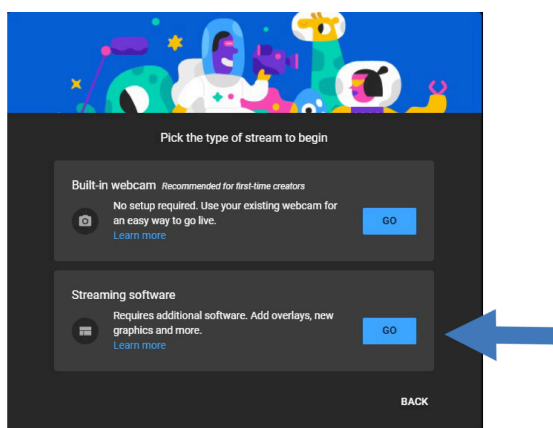 Pick the type of stream to begin
Built-in webcam Recommended for first-time creators
No setup required. Use your existing webcam for
an easy way to go live.
Learn more
GO
Streaming software
Requires additional software. Add overlays, new
graphics and more.
Learn more
GO
BACK